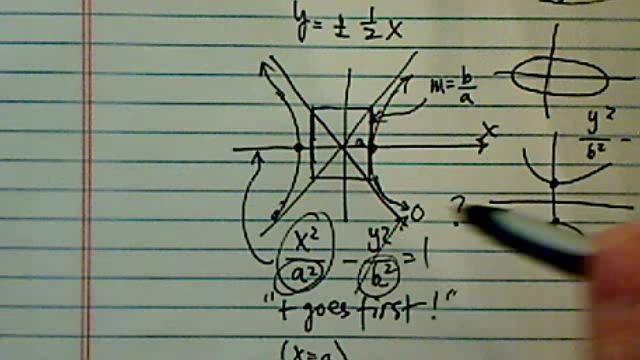 y = ± 1/2 x
m = b/a
x
a
y²/b² -
0
?
x²/a² - y²/b² = 1
"+ goes first!"
(x=a)